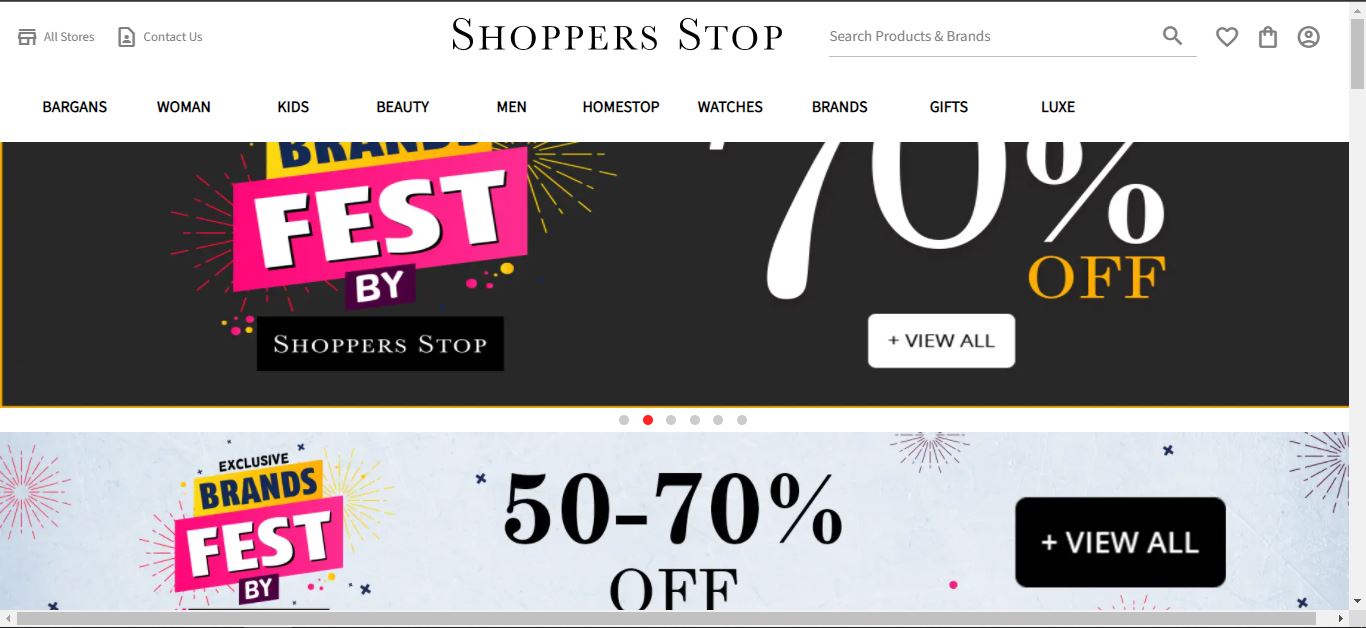 All Stores
Contact Us
SHOPPERS STOP
Search Products & Brands
BARGANS
WOMAN
KIDS
BEAUTY
MEN
HOMESTOP
WATCHES
BRANDS
GIFTS
LUXE
BRANDS
FEST
BY
SHOPPERS STOP
70%
OFF
+ VIEW ALL
EXCLUSIVE
BRANDS
FEST
BY
50-70%
OFF
+ VIEW ALL